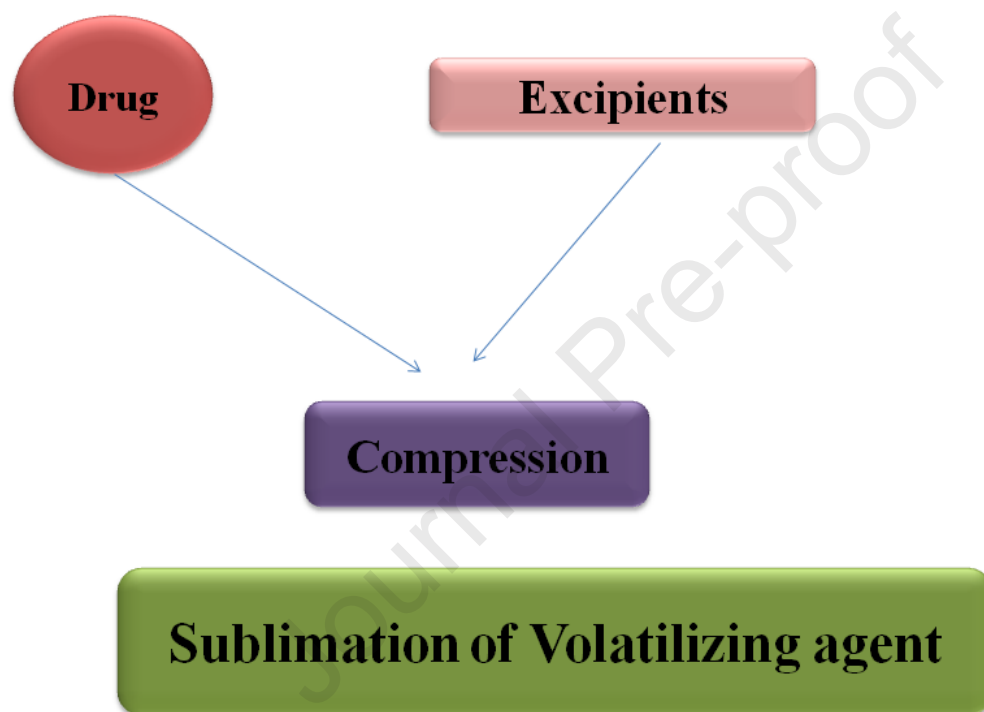 Drug
Excipients
Compression
Sublimation of Volatilizing agent
Journal Pre-proof